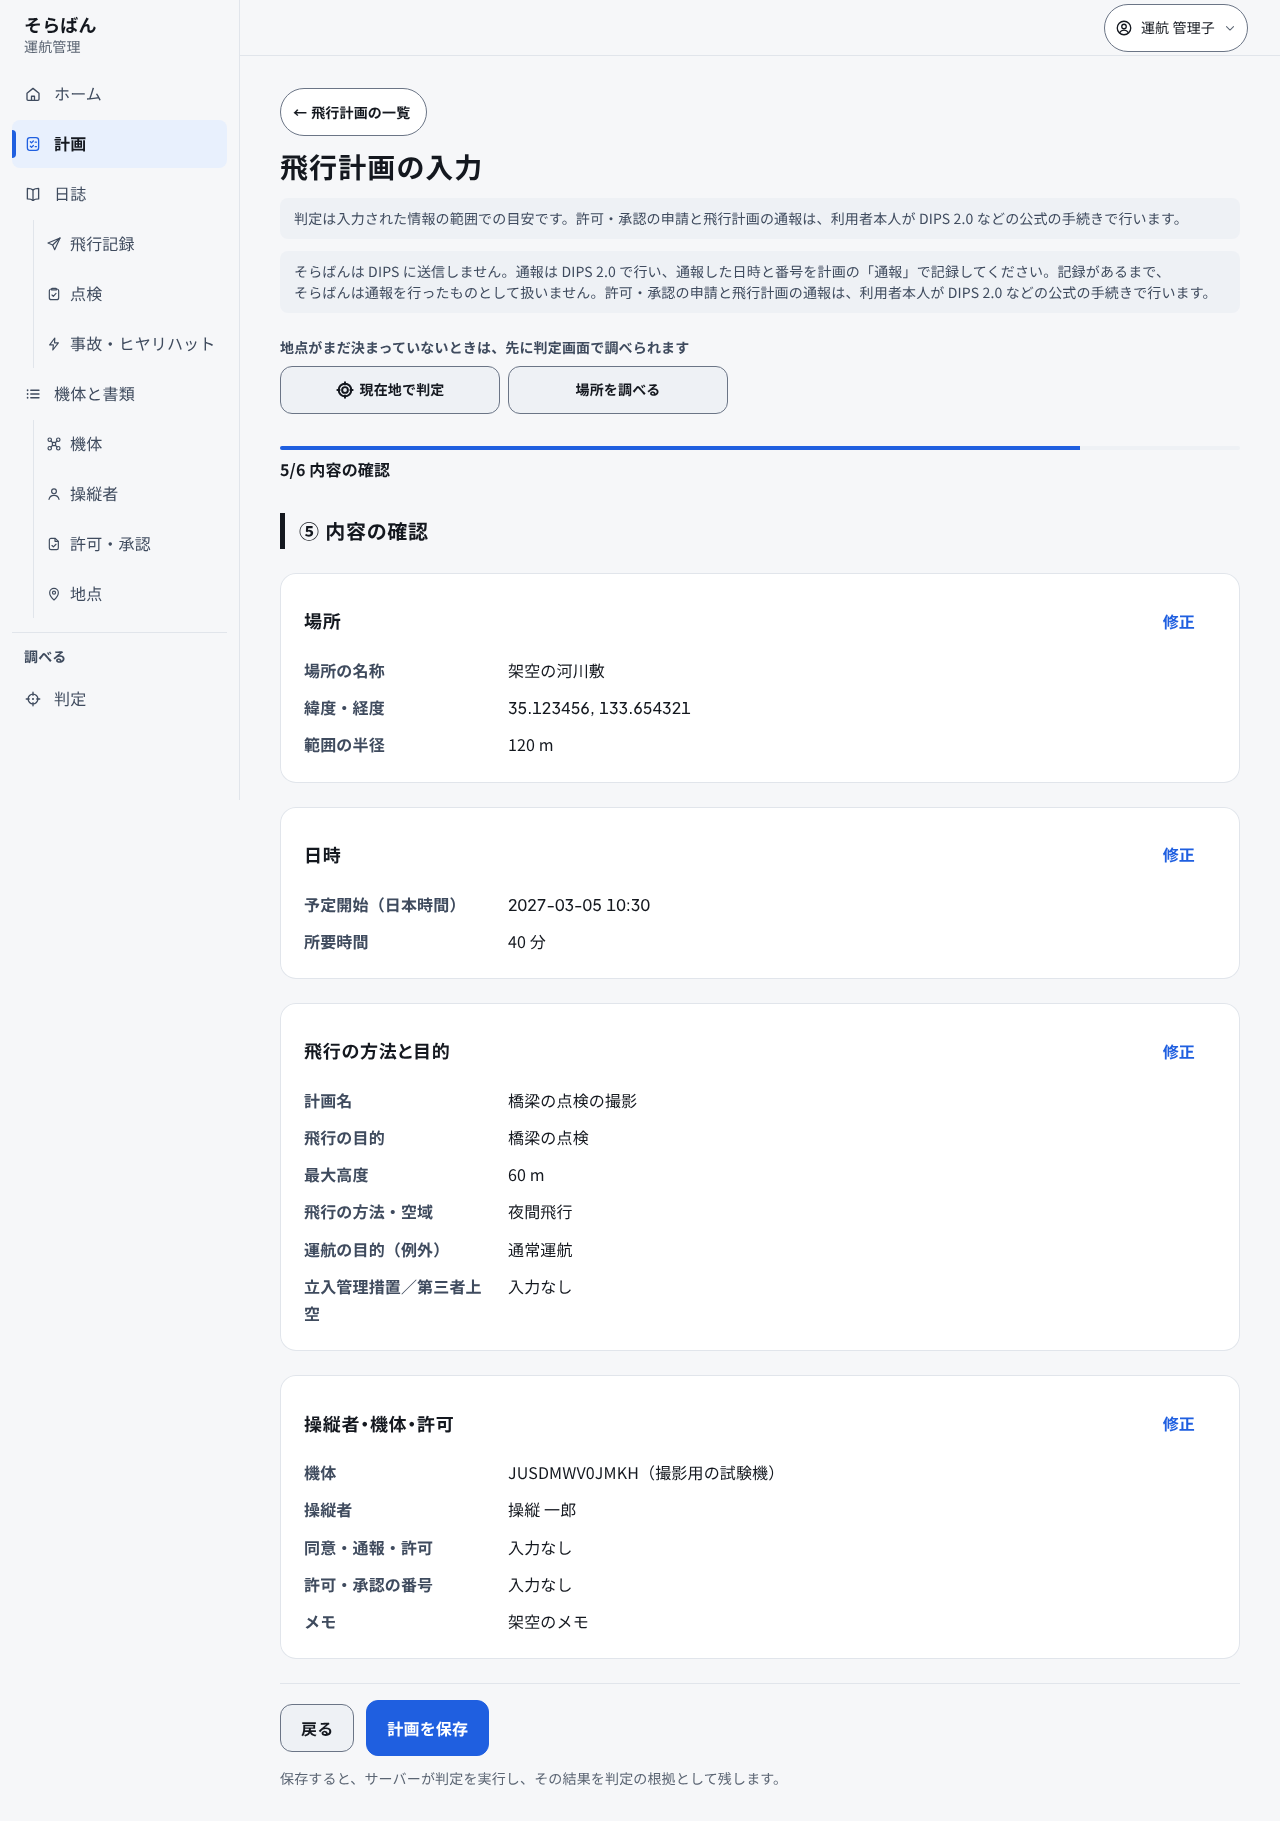 そらばん
運航管理
運航 管理子
ホーム
計画
日誌
飛行記録
点検
事故・ヒヤリハット
機体と書類
機体
操縦者
許可・承認
地点
調べる
判定
← 飛行計画の一覧
飛行計画の入力
判定は入力された情報の範囲での目安です。許可・承認の申請と飛行計画の通報は、利用者本人が DIPS 2.0 などの公式の手続きで行います。
そらばんは DIPS に送信しません。通報は DIPS 2.0 で行い、通報した日時と番号を計画の「通報」で記録してください。記録があるまで、
そらばんは通報を行ったものとして扱いません。許可・承認の申請と飛行計画の通報は、利用者本人が DIPS 2.0 などの公式の手続きで行います。
地点がまだ決まっていないときは、先に判定画面で調べられます
現在地で判定
場所を調べる
5/6 内容の確認
⑤ 内容の確認
場所
修正
場所の名称 架空の河川敷
緯度・経度 35.123456, 133.654321
範囲の半径 120 m
日時
修正
予定開始（日本時間） 2027-03-05 10:30
所要時間 40 分
飛行の方法と目的
修正
計画名 橋梁の点検の撮影
飛行の目的 橋梁の点検
最大高度 60 m
飛行の方法・空域 夜間飛行
運航の目的（例外） 通常運航
立入管理措置／第三者上 入力なし
空
操縦者・機体・許可
修正
機体 JUSDMWV0JMKH（撮影用の試験機）
操縦者 操縦 一郎
同意・通報・許可 入力なし
許可・承認の番号 入力なし
メモ 架空のメモ
戻る
計画を保存
保存すると、サーバーが判定を実行し、その結果を判定の根拠として残します。